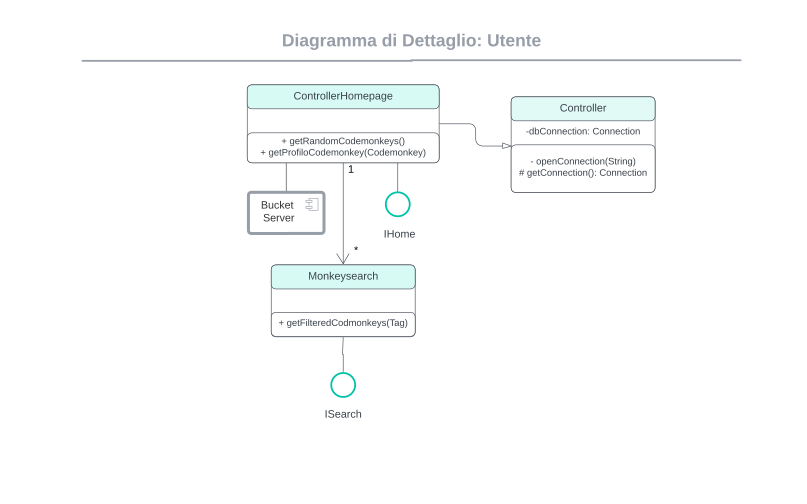 Diagramma di Dettaglio: Utente
ControllerHomepage
+ getRandomCodemonkeys()
+ getProfiloCodemonkey(Codemonkey)
Controller
-dbConnection: Connection
- openConnection(String)
# getConnection(): Connection
1
Bucket
Server
IHome
*
Monkeysearch
+ getFilteredCodmonkeys(Tag)
ISearch